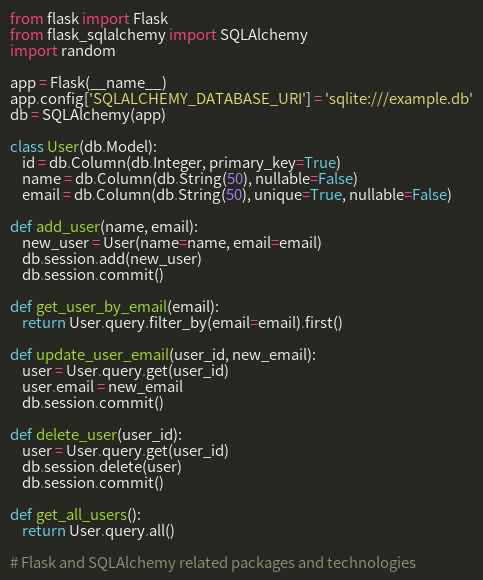 from flask import Flask
from flask_sqlalchemy import SQLAlchemy
import random

app = Flask(__name__)
app.config['SQLALCHEMY_DATABASE_URI'] = 'sqlite:///example.db'
db = SQLAlchemy(app)

class User(db.Model):
    id = db.Column(db.Integer, primary_key=True)
    name = db.Column(db.String(50), nullable=False)
    email = db.Column(db.String(50), unique=True, nullable=False)

def add_user(name, email):
    new_user = User(name=name, email=email)
    db.session.add(new_user)
    db.session.commit()

def get_user_by_email(email):
    return User.query.filter_by(email=email).first()

def update_user_email(user_id, new_email):
    user = User.query.get(user_id)
    user.email = new_email
    db.session.commit()

def delete_user(user_id):
    user = User.query.get(user_id)
    db.session.delete(user)
    db.session.commit()

def get_all_users():
    return User.query.all()

# Flask and SQLAlchemy related packages and technologies